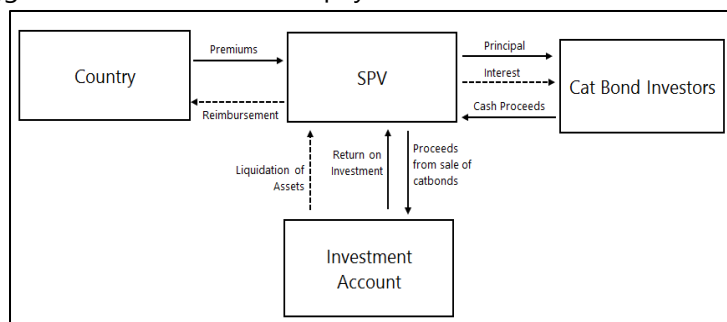 Country
Premiums
Reimbursement
SPV
Principal
Interest
Cash Proceeds
Cat Bond Investors
Liquidation of
Assets
Return on
Investment
Proceeds
from sale of
catbonds
Investment
Account